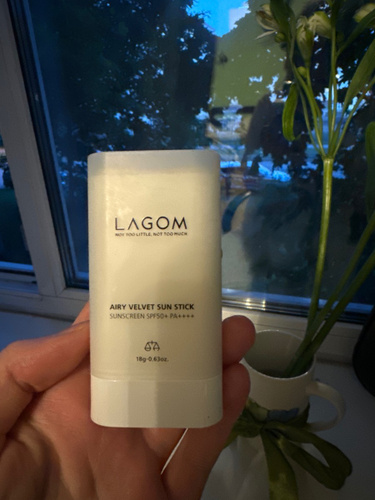 LAGOM
NOT TOO LITTLE, NOT TOO MUCH
AIRY VELVET SUN STICK
SUNSCREEN SPF50+ PA++++
18g·0.63oz.